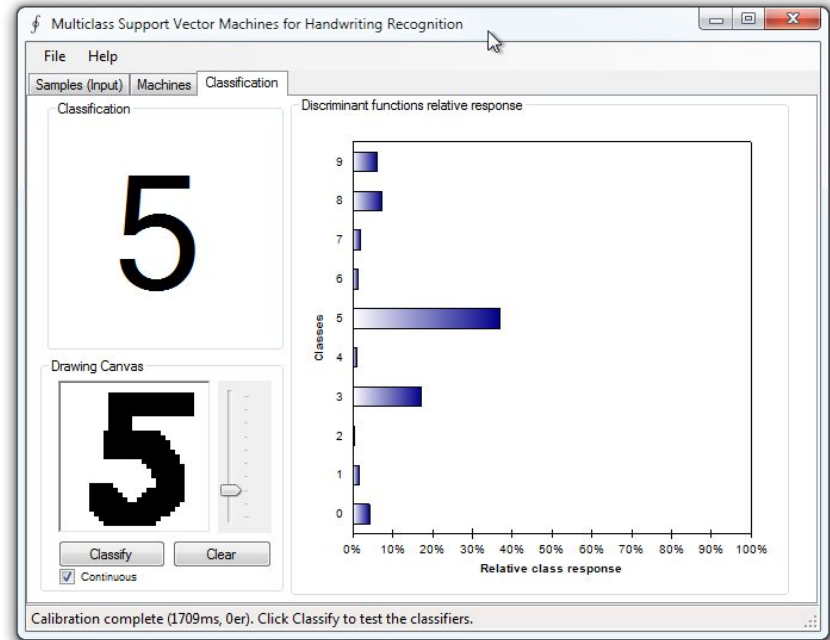 Multiclass Support Vector Machines for Handwriting Recognition
File Help
Samples (Input) Machines Classification
Classification
5
Drawing Canvas
5
Classify Clear
Continuous
Discriminant functions relative response
9
8
7
6
5
4
3
2
1
0
Classes
0% 10% 20% 30% 40% 50% 60% 70% 80% 90% 100%
Relative class response
Calibration complete (1709ms, 0er). Click Classify to test the classifiers.